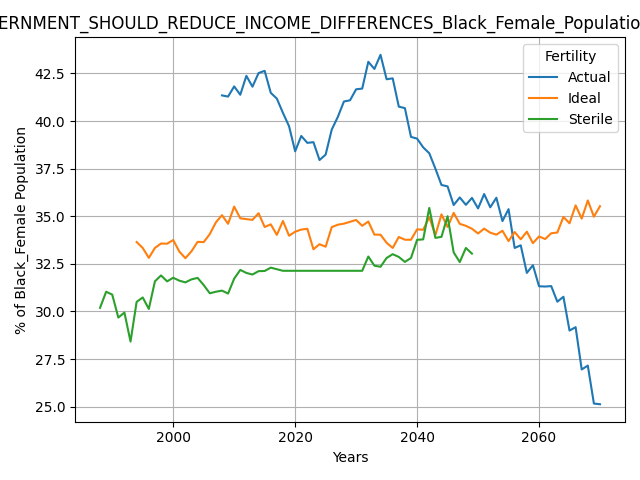 ERNMENT_SHOULD_REDUCE_INCOME_DIFFERENCES_Black_Female_Populatio
Fertility
Actual
Ideal
Sterile
42.5
40.0
37.5
35.0
32.5
30.0
27.5
25.0
% of Black_Female Population
2000
2020
2040
2060
Years